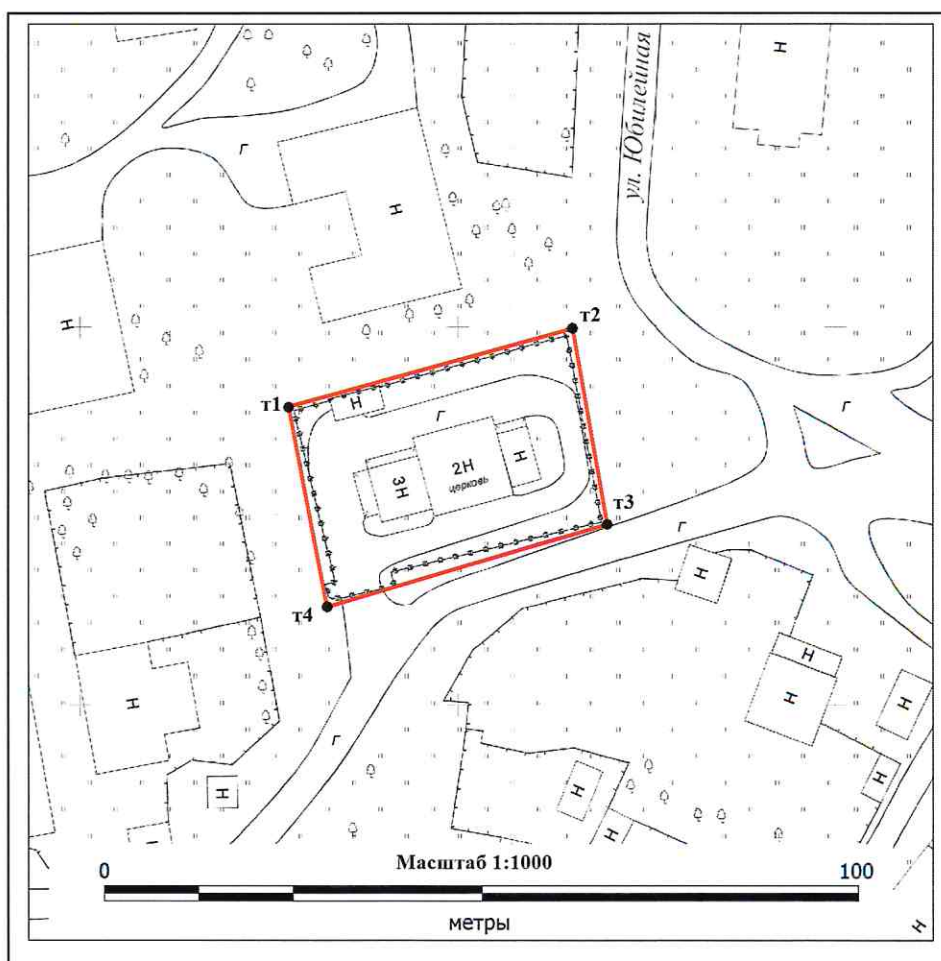 Н
ул. Юбилейная
Г
Н
Н
т2
т1
Н
Г
Г
3Н
2Н
церковь
Н
т3
Г
т4
Н
Н
Н
Н
Н
Г
Н
Н
Н
Н
Масштаб 1:1000
0
100
метры
Н